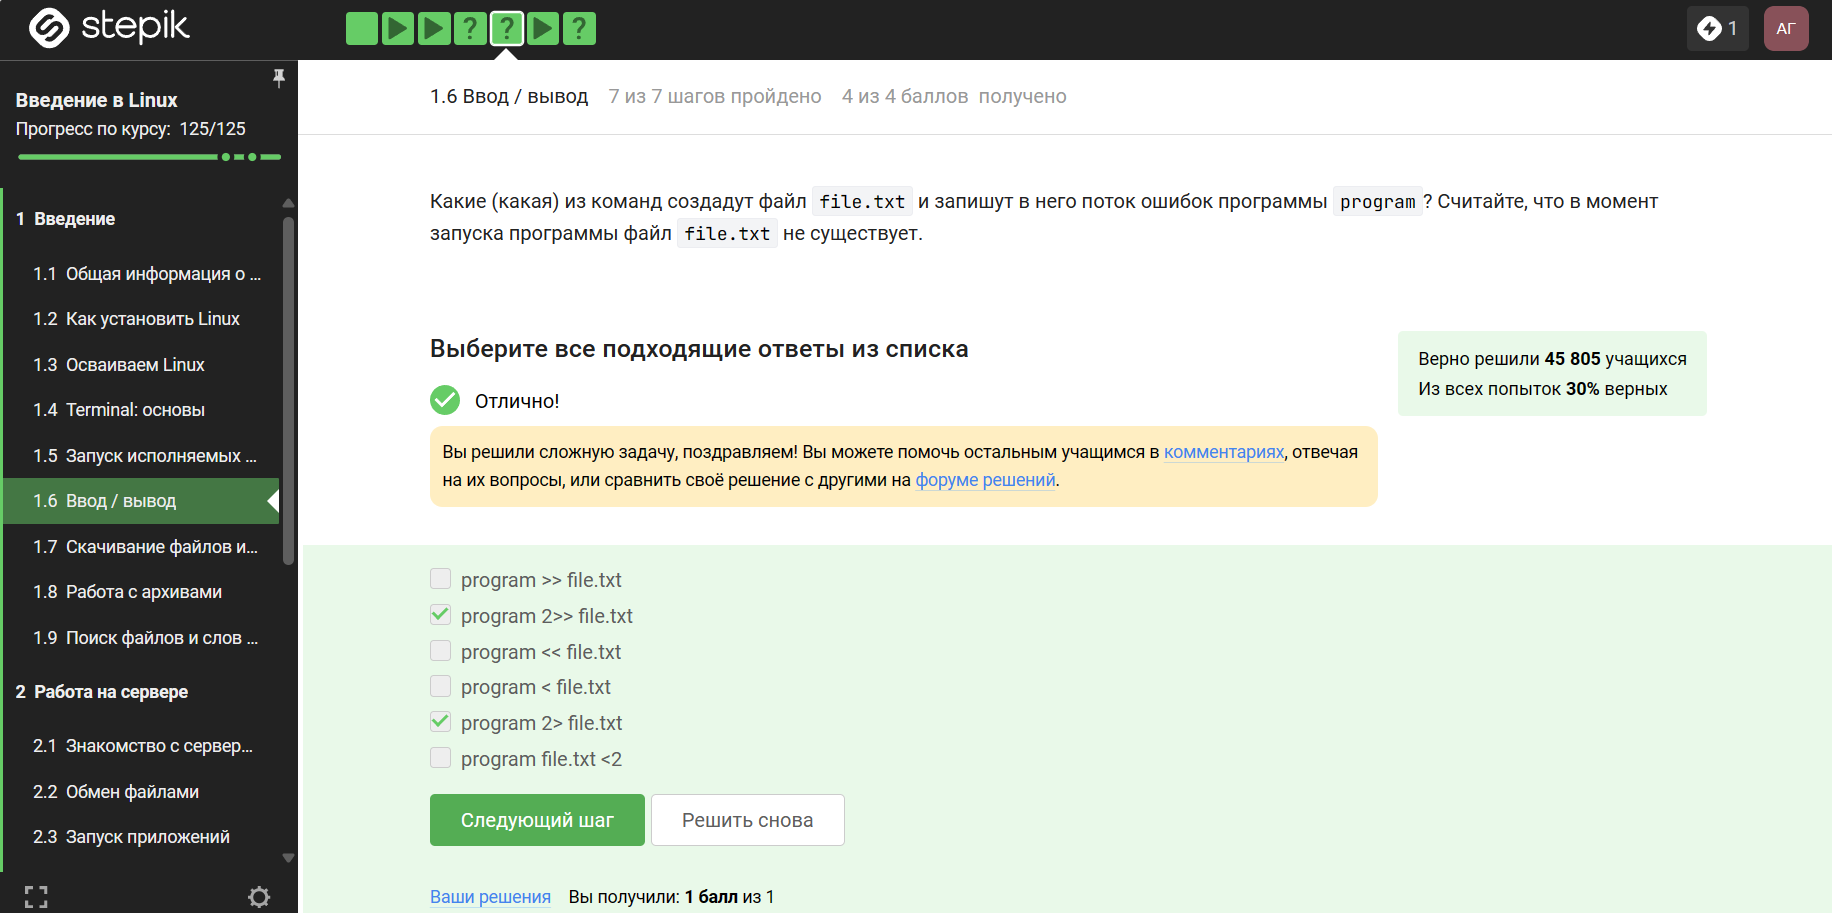 stepik
?
?
?
1
АГ
Введение в Linux
Прогресс по курсу: 125/125
1 Введение
1.1 Общая информация о ...
1.2 Как установить Linux
1.3 Осваиваем Linux
1.4 Terminal: основы
1.5 Запуск исполняемых ...
1.6 Ввод / вывод
1.7 Скачивание файлов и...
1.8 Работа с архивами
1.9 Поиск файлов и слов ...
2 Работа на сервере
2.1 Знакомство с сервер...
2.2 Обмен файлами
2.3 Запуск приложений
1.6 Ввод / вывод 7 из 7 шагов пройдено 4 из 4 баллов получено
Какие (какая) из команд создадут файл file.txt и запишут в него поток ошибок программы program? Считайте, что в момент
запуска программы файл file.txt не существует.
Выберите все подходящие ответы из списка
Верно решили 45 805 учащихся
Из всех попыток 30% верных
Отлично!
Вы решили сложную задачу, поздравляем! Вы можете помочь остальным учащимся в комментариях, отвечая
на их вопросы, или сравнить своё решение с другими на форуме решений.
program >> file.txt
program 2>> file.txt
program << file.txt
program < file.txt
program 2> file.txt
program file.txt <2
Следующий шаг
Решить снова
Ваши решения Вы получили: 1 балл из 1